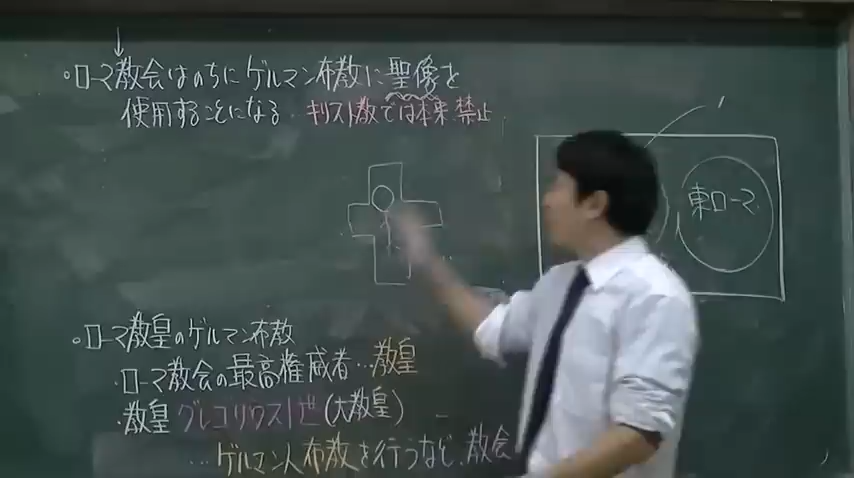 ・ローマ教会はのちにゲルマン布教に聖像を
使用することになる キリスト教では本来禁止
東ローマ
・ローマ教皇のゲルマン布教
・ローマ教会の最高権威者…教皇
・教皇グレゴリウス1世(大教皇)
…ゲルマン人布教を行うなど、教会